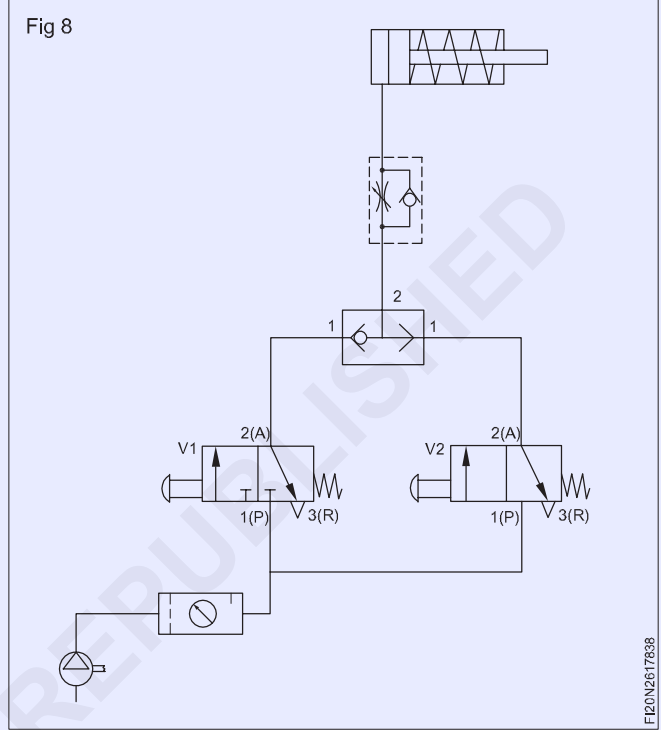 Fig 8
2
1
1
2(A)
V1
1(P)
3(R)
2(A)
V2
1(P)
3(R)
FI20N2617838
REPUBLISHED